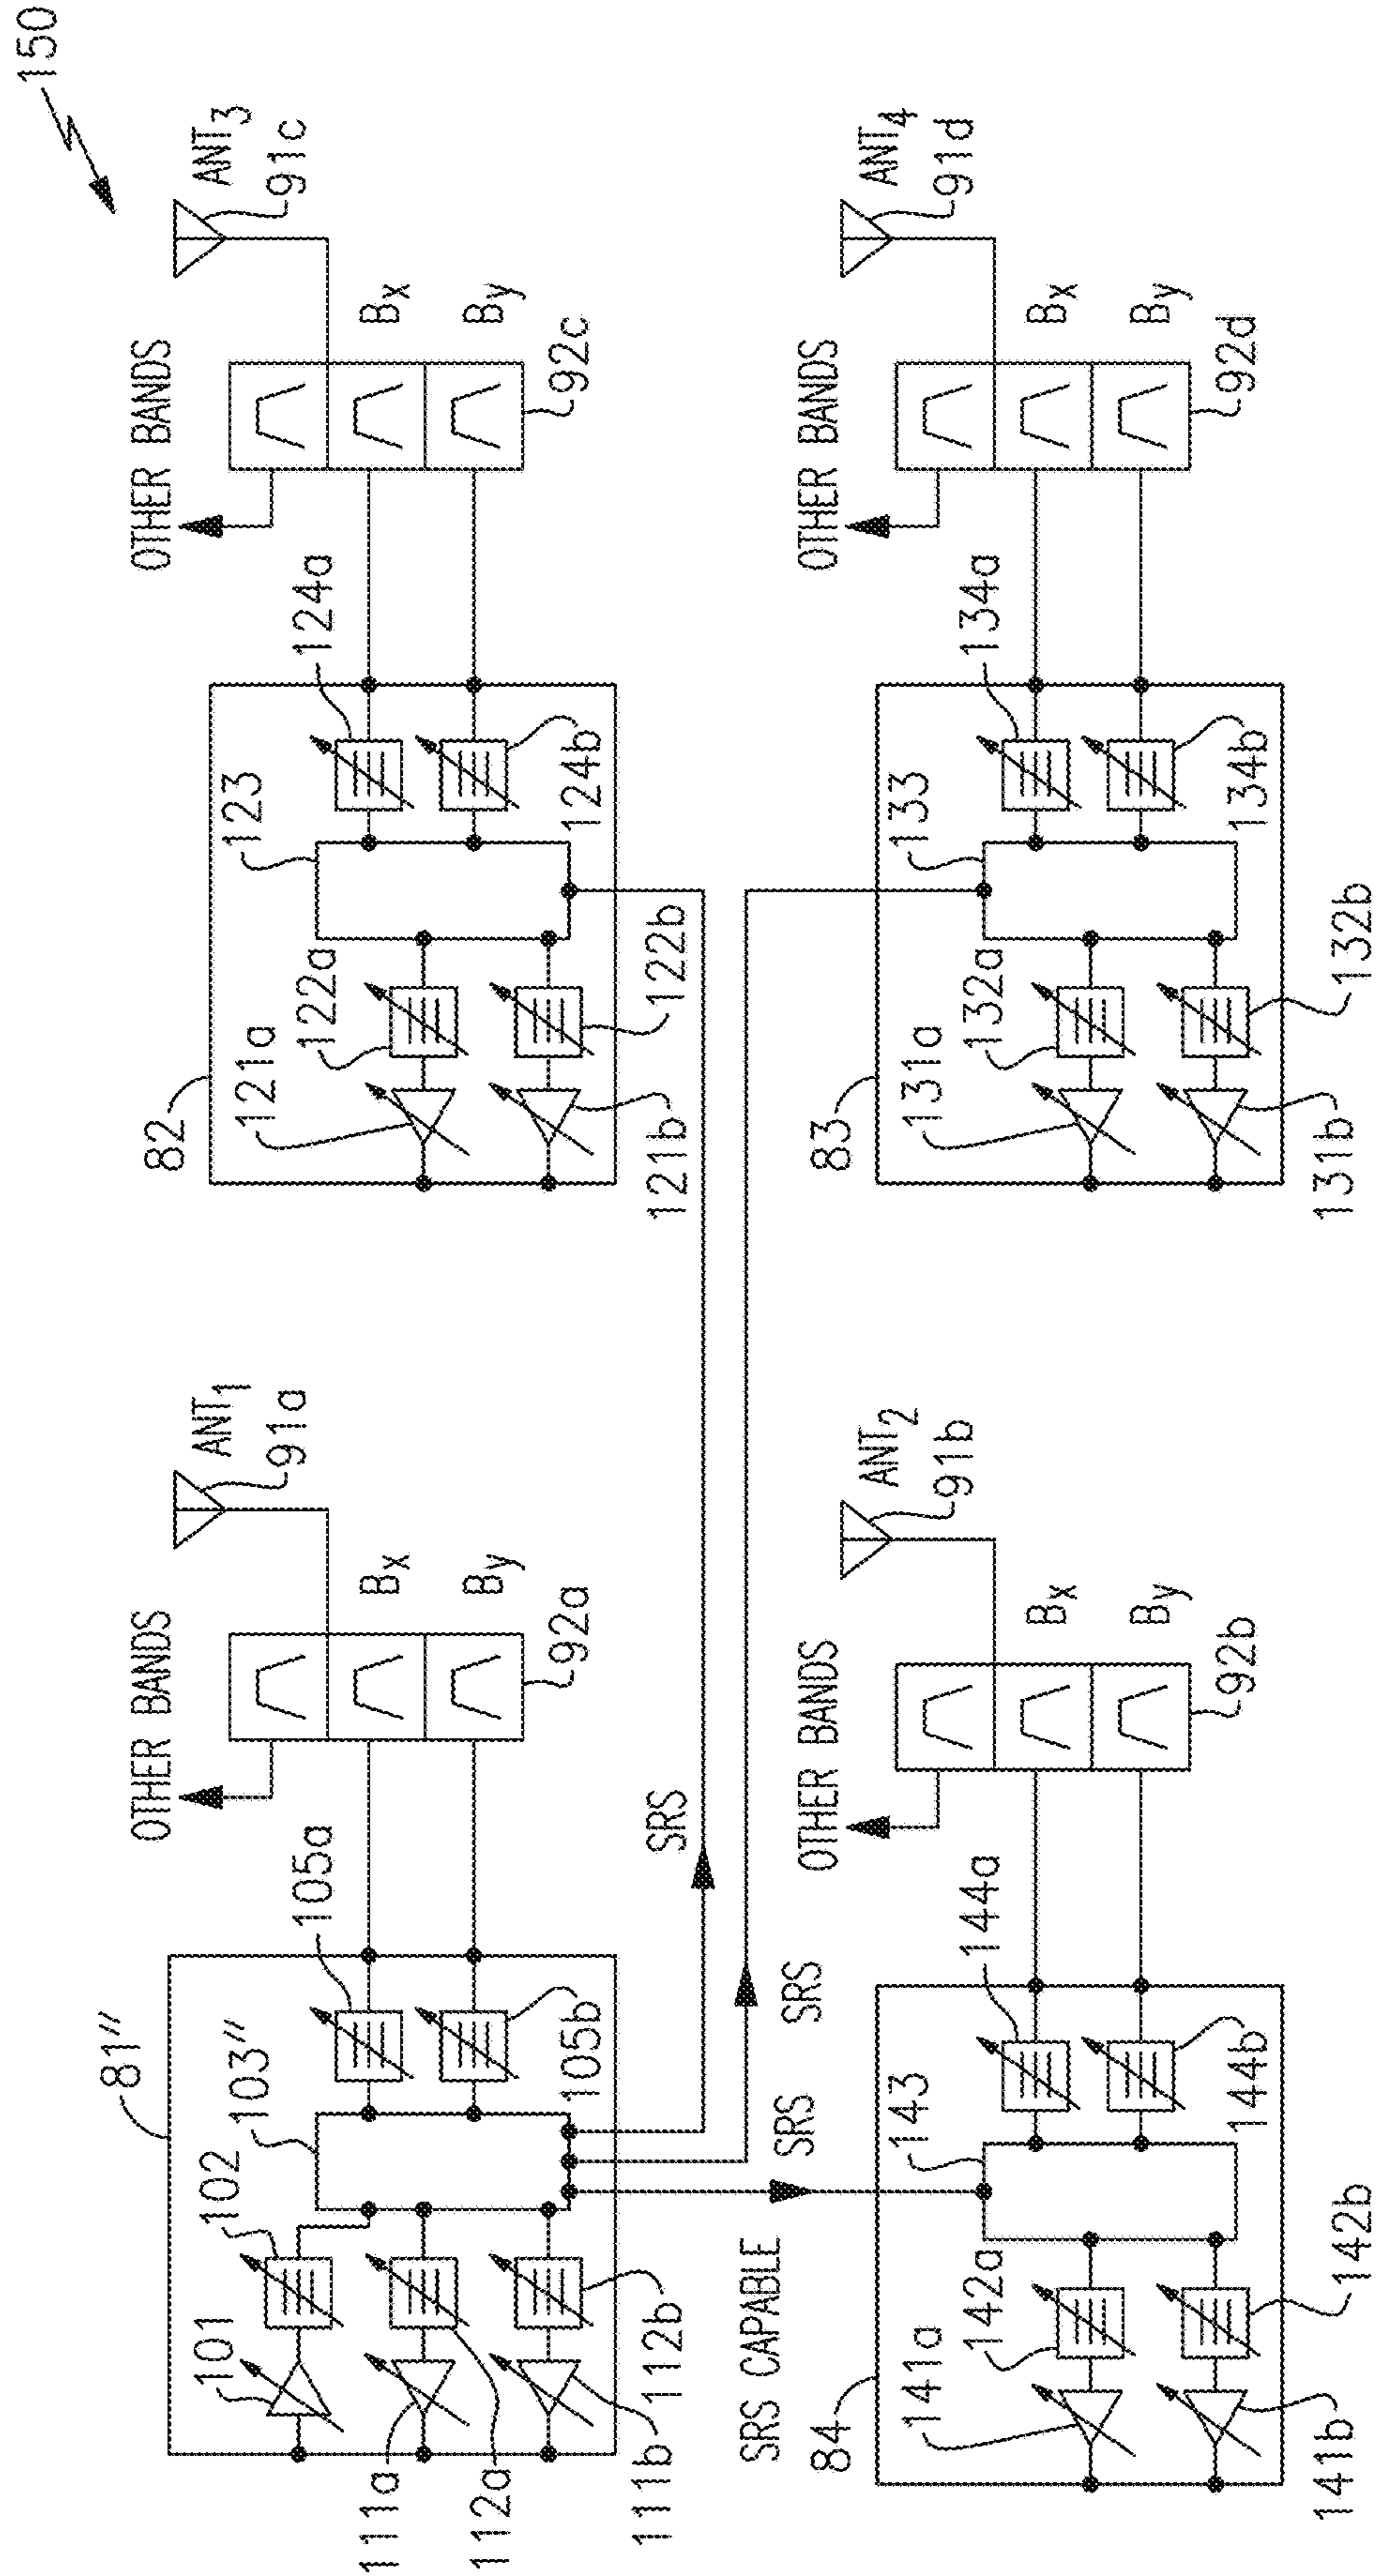 150
81″
101
102
103″
105a
105b
111a
112a
111b
112b
OTHER BANDS
ANT1
91a
Bx
By
92a
82
121a
122a
123
124a
124b
121b
122b
OTHER BANDS
ANT3
91c
Bx
By
92c
SRS
SRS
SRS
SRS CAPABLE
84
141a
142a
143
144a
144b
141b
142b
OTHER BANDS
ANT2
91b
Bx
By
92b
83
131a
132a
133
134a
134b
131b
132b
OTHER BANDS
ANT4
91d
Bx
By
92d